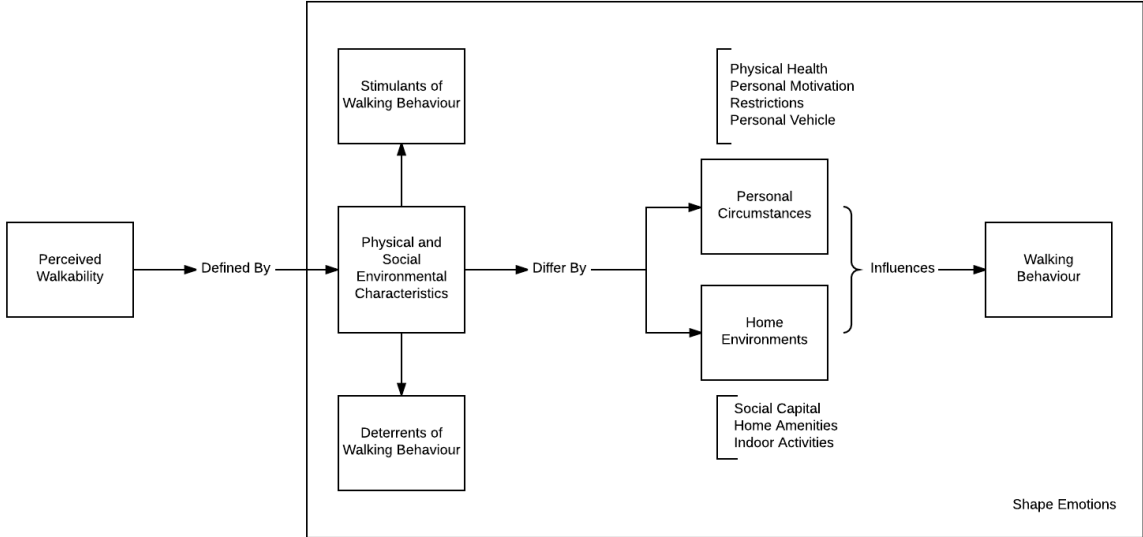 Stimulants of
Walking Behaviour
Physical Health
Personal Motivation
Restrictions
Personal Vehicle
Perceived
Walkability
Defined By
Physical and
Social
Environmental
Characteristics
Differ By
Personal
Circumstances
Home
Environments
Influences
Walking
Behaviour
Deterrents of
Walking Behaviour
Social Capital
Home Amenities
Indoor Activities
Shape Emotions